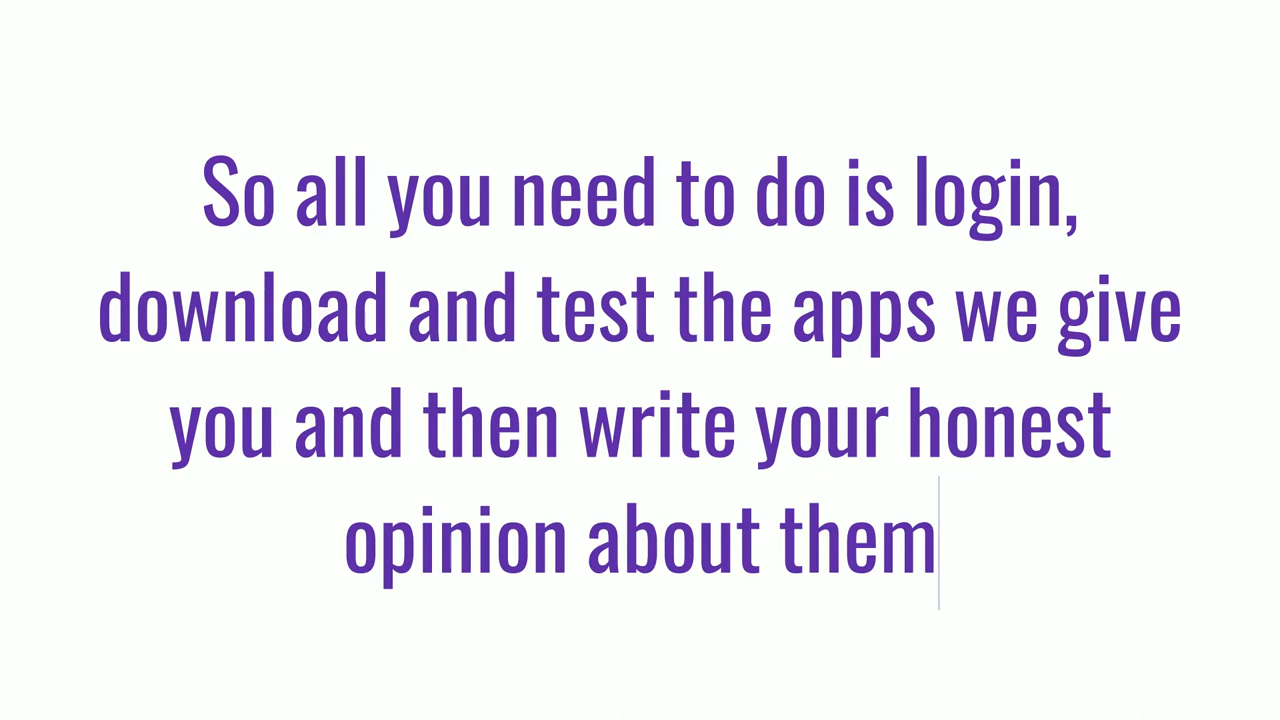 So all you need to do is login,
download and test the apps we give
you and then write your honest
opinion about them